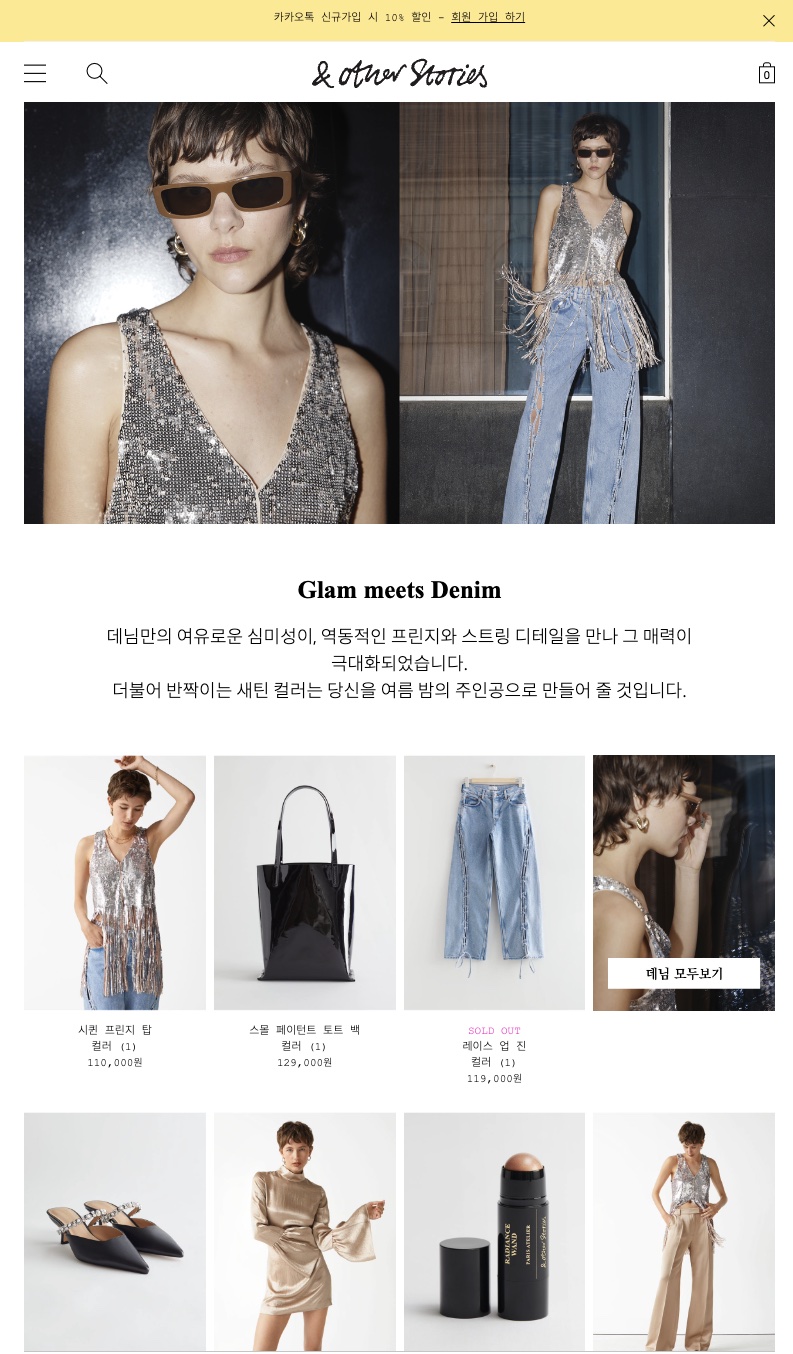 카카오톡 신규가입 시 10% 할인 - 회원 가입 하기
& other Stories
0
Glam meets Denim
데님만의 여유로운 심미성이, 역동적인 프린지와 스트링 디테일을 만나 그 매력이
극대화되었습니다.
더불어 반짝이는 새틴 컬러는 당신을 여름 밤의 주인공으로 만들어 줄 것입니다.
데님 모두보기
시퀸 프린지 탑
컬러 (1)
110,000원
스몰 페이턴트 토트 백
컬러 (1)
129,000원
SOLD OUT
레이스 업 진
컬러 (1)
119,000원
RADIANCE
WAND
PARIS ATELIER
& other Stories